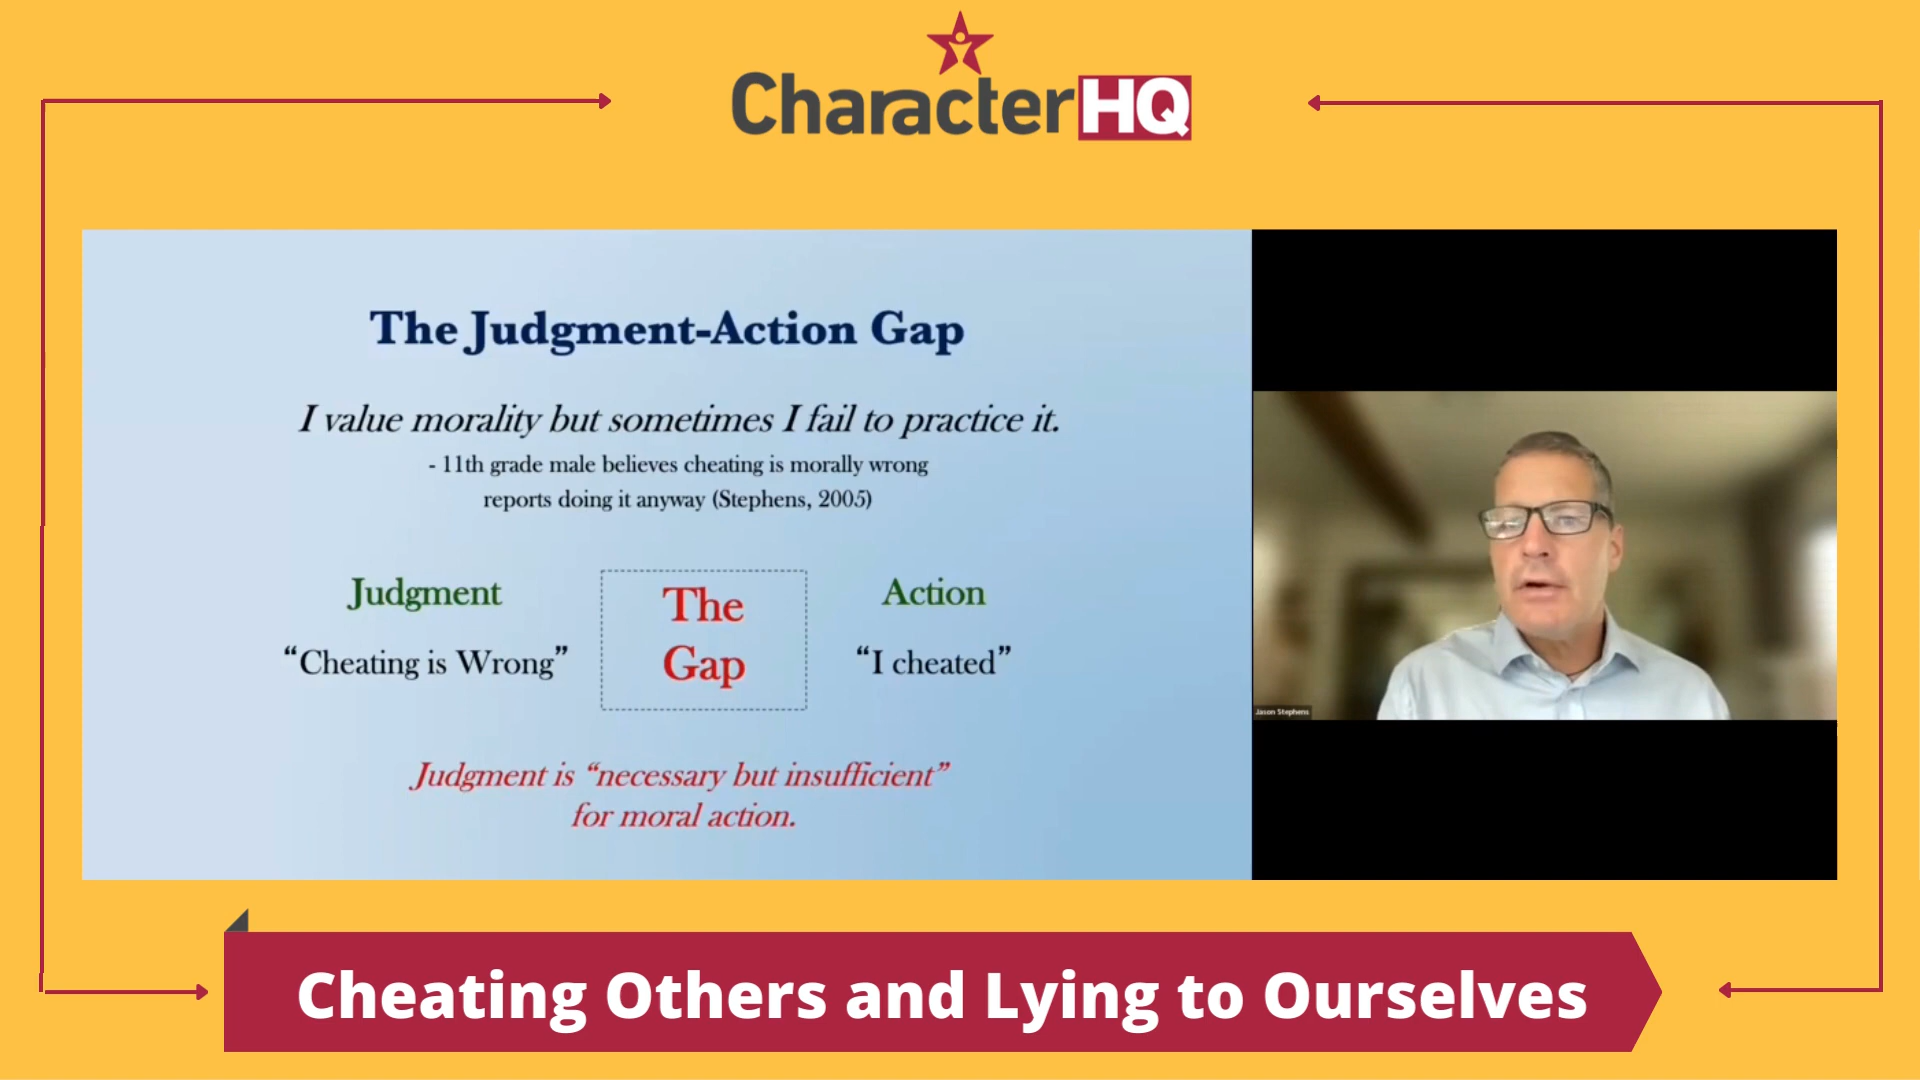 CharacterHQ
The Judgment-Action Gap
I value morality but sometimes I fail to practice it.
- 11th grade male believes cheating is morally wrong
reports doing it anyway (Stephens, 2005)
Judgment
“Cheating is Wrong”
The
Gap
Action
“I cheated”
Judgment is “necessary but insufficient”
for moral action.
Jason Stephens
Cheating Others and Lying to Ourselves